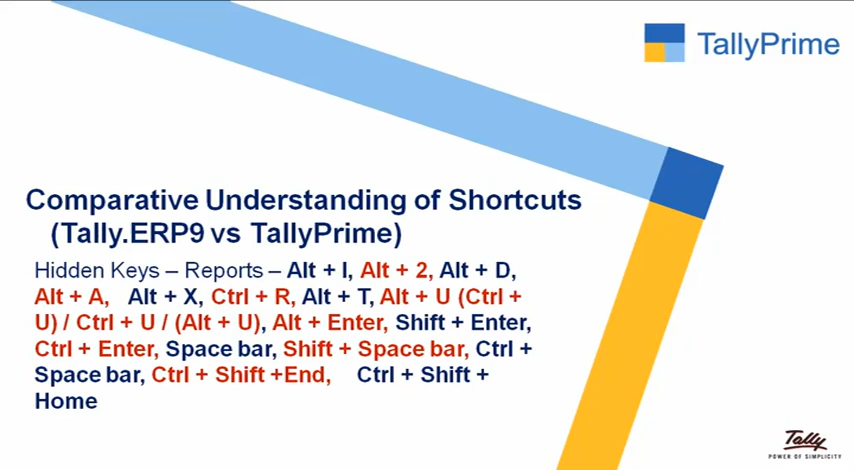 TallyPrime
Comparative Understanding of Shortcuts
(Tally.ERP9 vs TallyPrime)
Hidden Keys – Reports – Alt + I, Alt + 2, Alt + D,
Alt + A, Alt + X, Ctrl + R, Alt + T, Alt + U (Ctrl +
U) / Ctrl + U / (Alt + U), Alt + Enter, Shift + Enter,
Ctrl + Enter, Space bar, Shift + Space bar, Ctrl +
Space bar, Ctrl + Shift +End, Ctrl + Shift +
Home
Tally
POWER OF SIMPLICITY